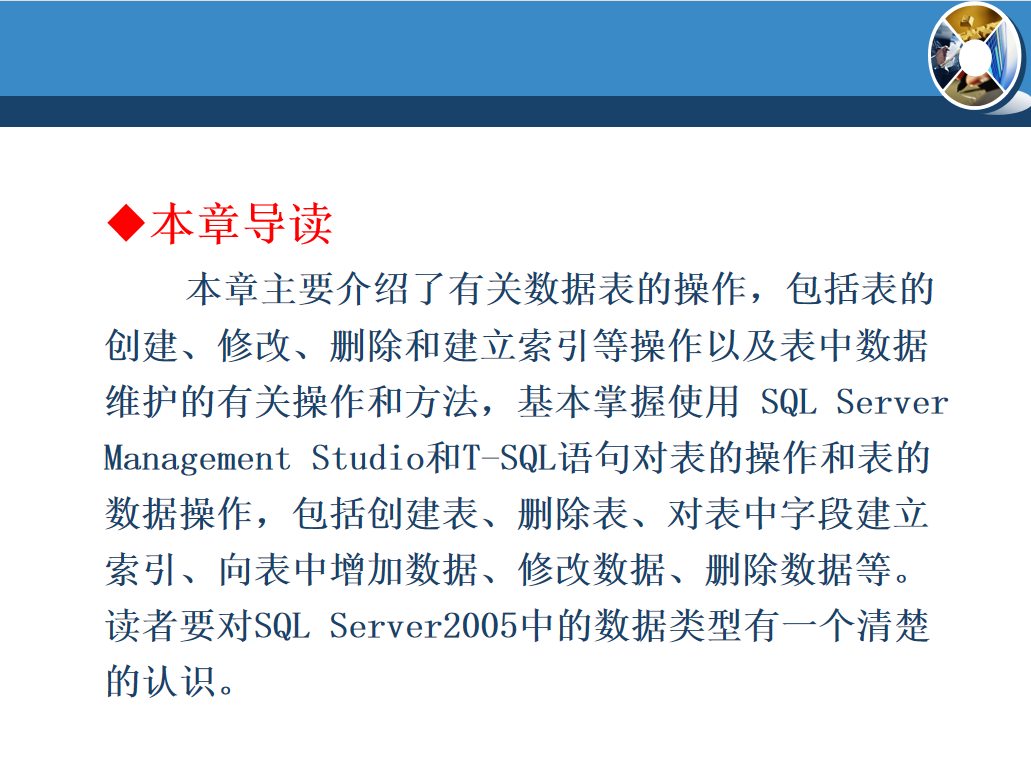 ◆本章导读
本章主要介绍了有关数据表的操作，包括表的
创建、修改、删除和建立索引等操作以及表中数据
维护的有关操作和方法，基本掌握使用 SQL Server
Management Studio和T-SQL语句对表的操作和表的
数据操作，包括创建表、删除表、对表中字段建立
索引、向表中增加数据、修改数据、删除数据等。
读者要对SQL Server2005中的数据类型有一个清楚
的认识。